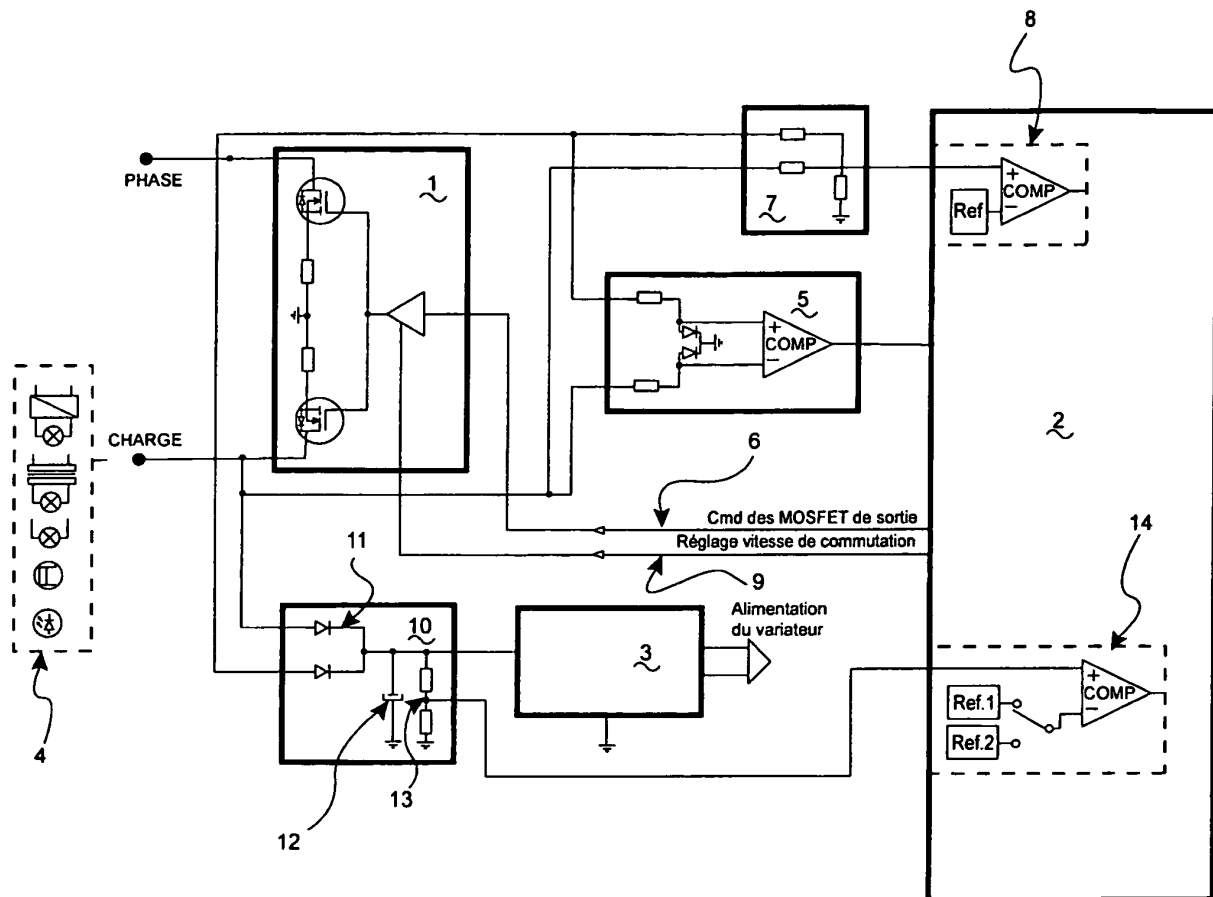 8
PHASE
1
7
+
COMP
−
Ref
5
+
COMP
−
2
CHARGE
6
Cmd des MOSFET de sortie
Réglage vitesse de commutation
9
14
11
10
Alimentation
du variateur
3
+
COMP
−
Ref.1
Ref.2
4
13
12